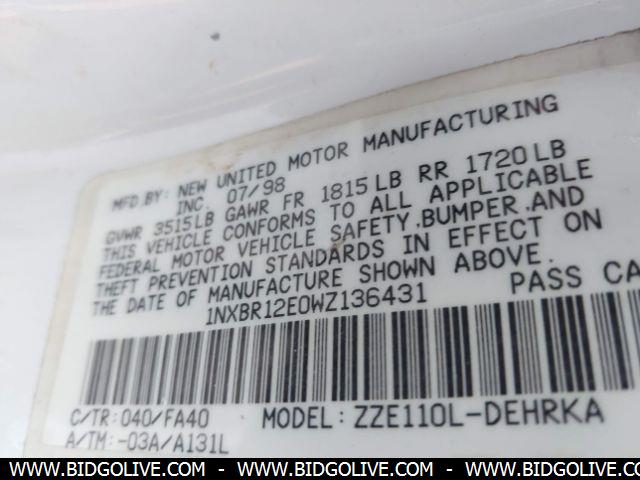 MFD.BY: NEW UNITED MOTOR MANUFACTURING
INC. 07/98
GVWR 3515LB GAWR FR 1815LB RR 1720LB
THIS VEHICLE CONFORMS TO ALL APPLICABLE
FEDERAL MOTOR VEHICLE SAFETY,BUMPER,AND
THEFT PREVENTION STANDARDS IN EFFECT ON
THE DATE OF MANUFACTURE SHOWN ABOVE.
1NXBR12E0WZ136431 PASS CA
C/TR:040/FA40 MODEL:ZZE110L-DEHRKA
A/TM:-03A/A131L
WWW.BIDGOLIVE.COM - WWW.BIDGOLIVE.COM - WWW.BIDGOLIVE.COM